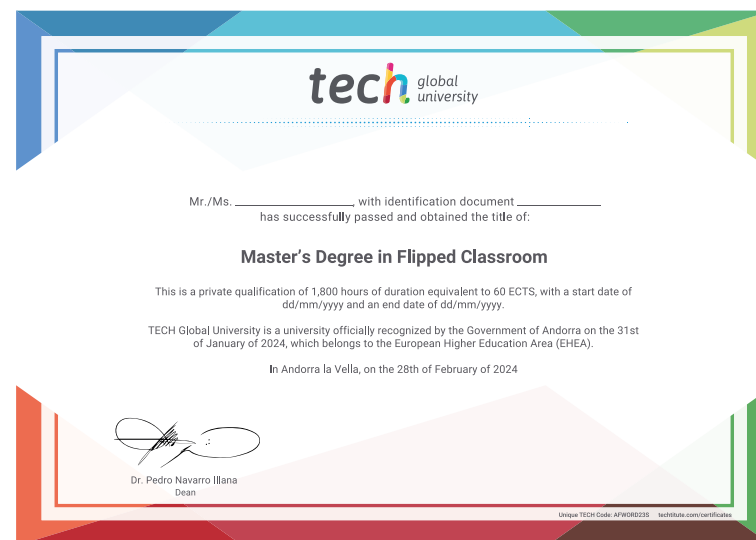 tech global
university
Mr./Ms. ____________, with identification document ____________
has successfully passed and obtained the title of:
Master's Degree in Flipped Classroom
This is a private qualification of 1,800 hours of duration equivalent to 60 ECTS, with a start date of
dd/mm/yyyy and an end date of dd/mm/yyyy.
TECH Global University is a university officially recognized by the Government of Andorra on the 31st
of January of 2024, which belongs to the European Higher Education Area (EHEA).
In Andorra la Vella, on the 28th of February of 2024
Dr. Pedro Navarro Illana
Dean
Unique TECH Code: AFWORD23S techtitute.com/certificates